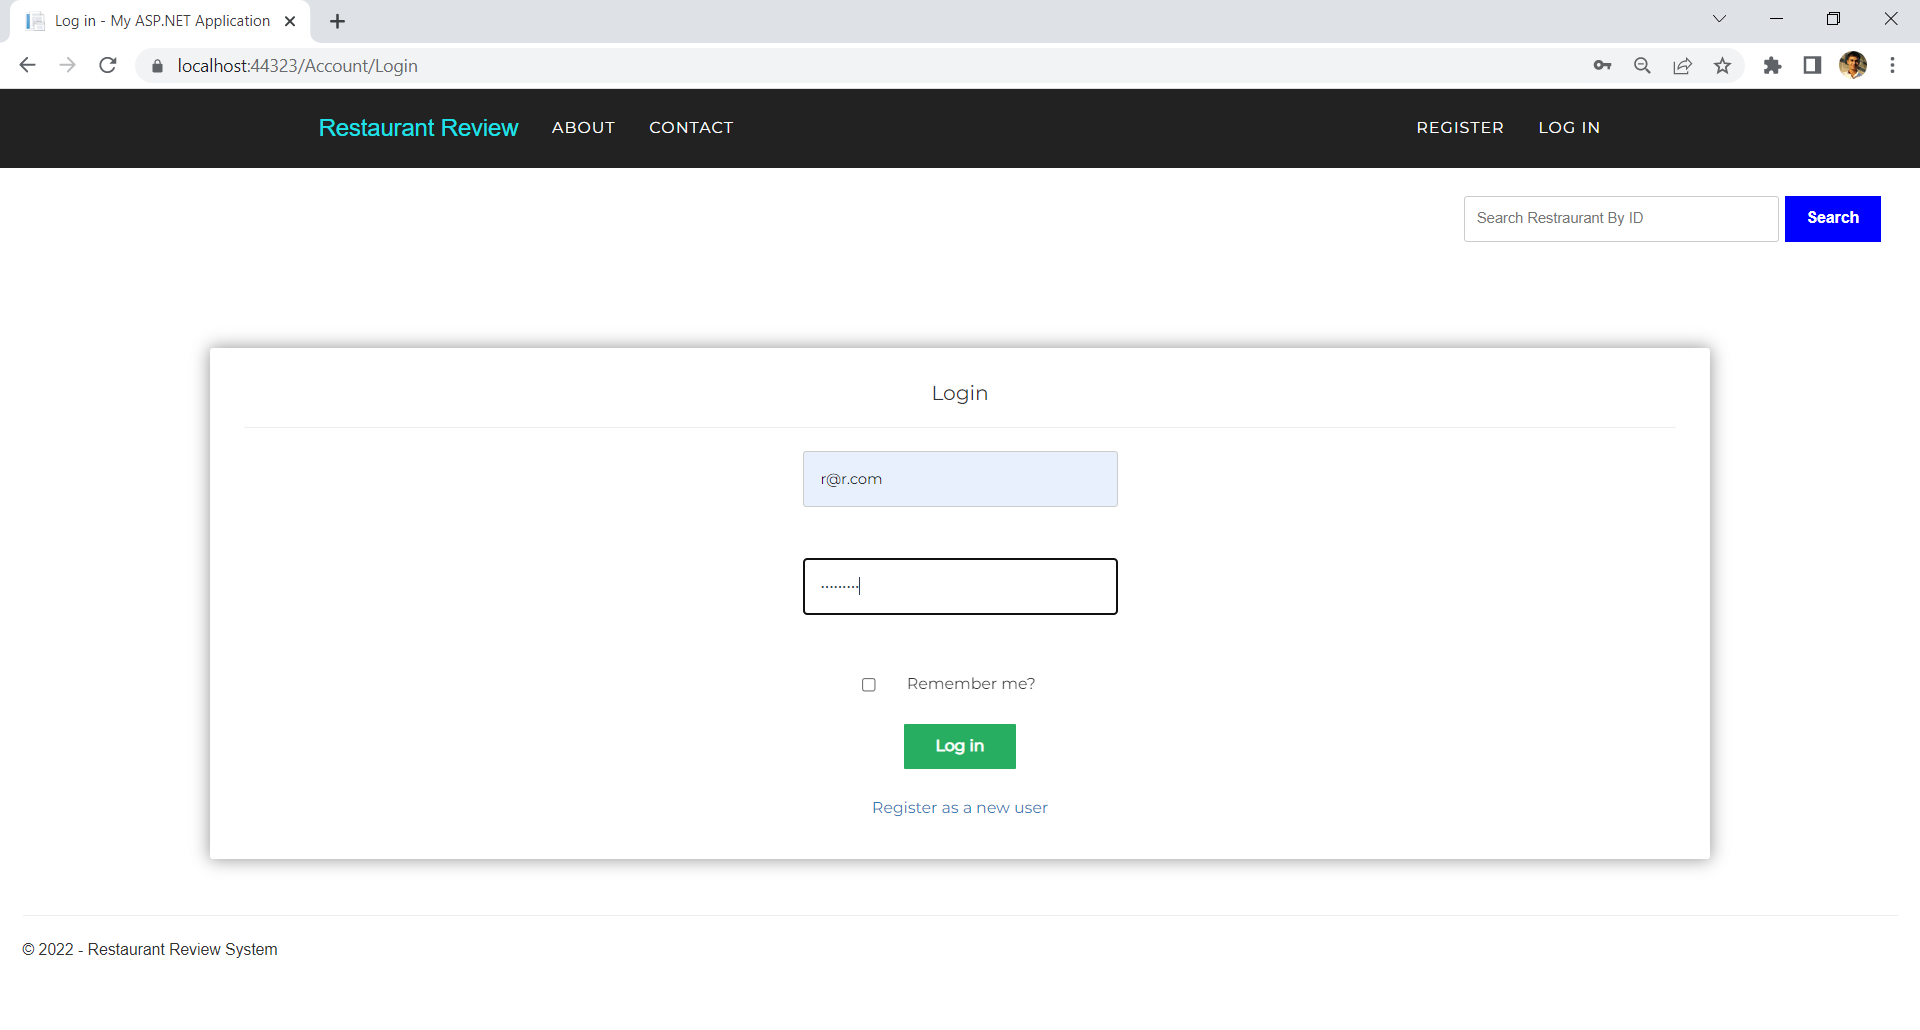 Log in - My ASP.NET Application
localhost:44323/Account/Login
Restaurant Review ABOUT CONTACT REGISTER LOG IN
Search Restraurant By ID Search
Login
r@r.com
.........
Remember me?
Log in
Register as a new user
© 2022 - Restaurant Review System